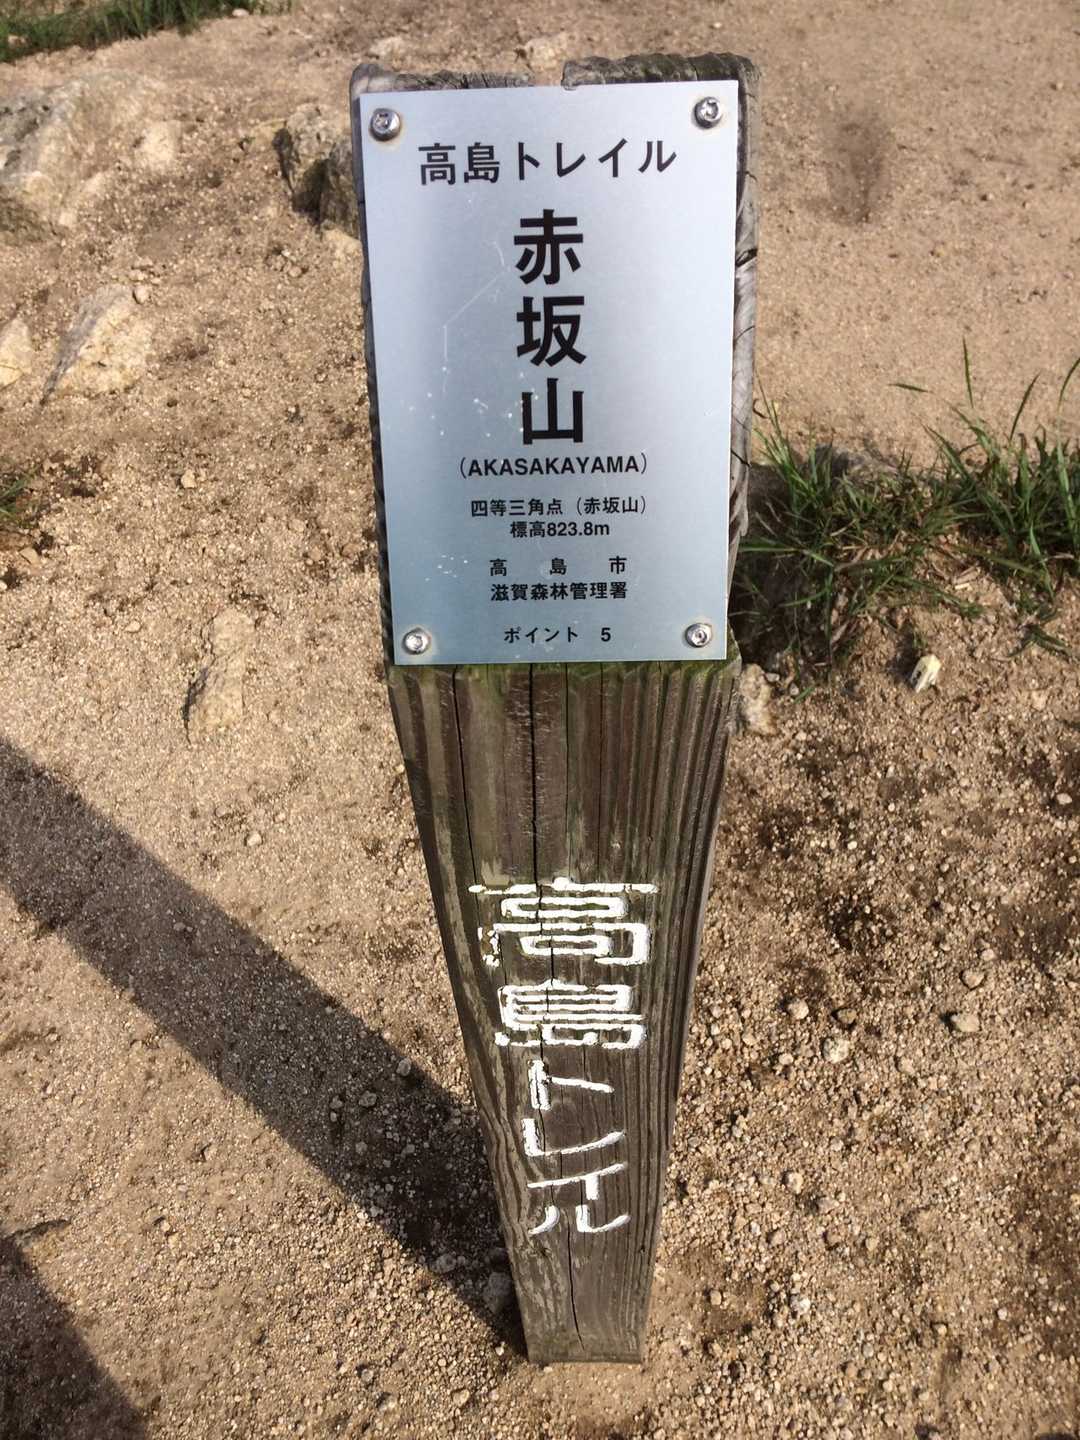 高島トレイル
赤坂山
（AKASAKAYAMA）
四等三角点（赤坂山）
標高823.8m
高　島　市
滋賀森林管理署
ポイント　5
高島トレイル